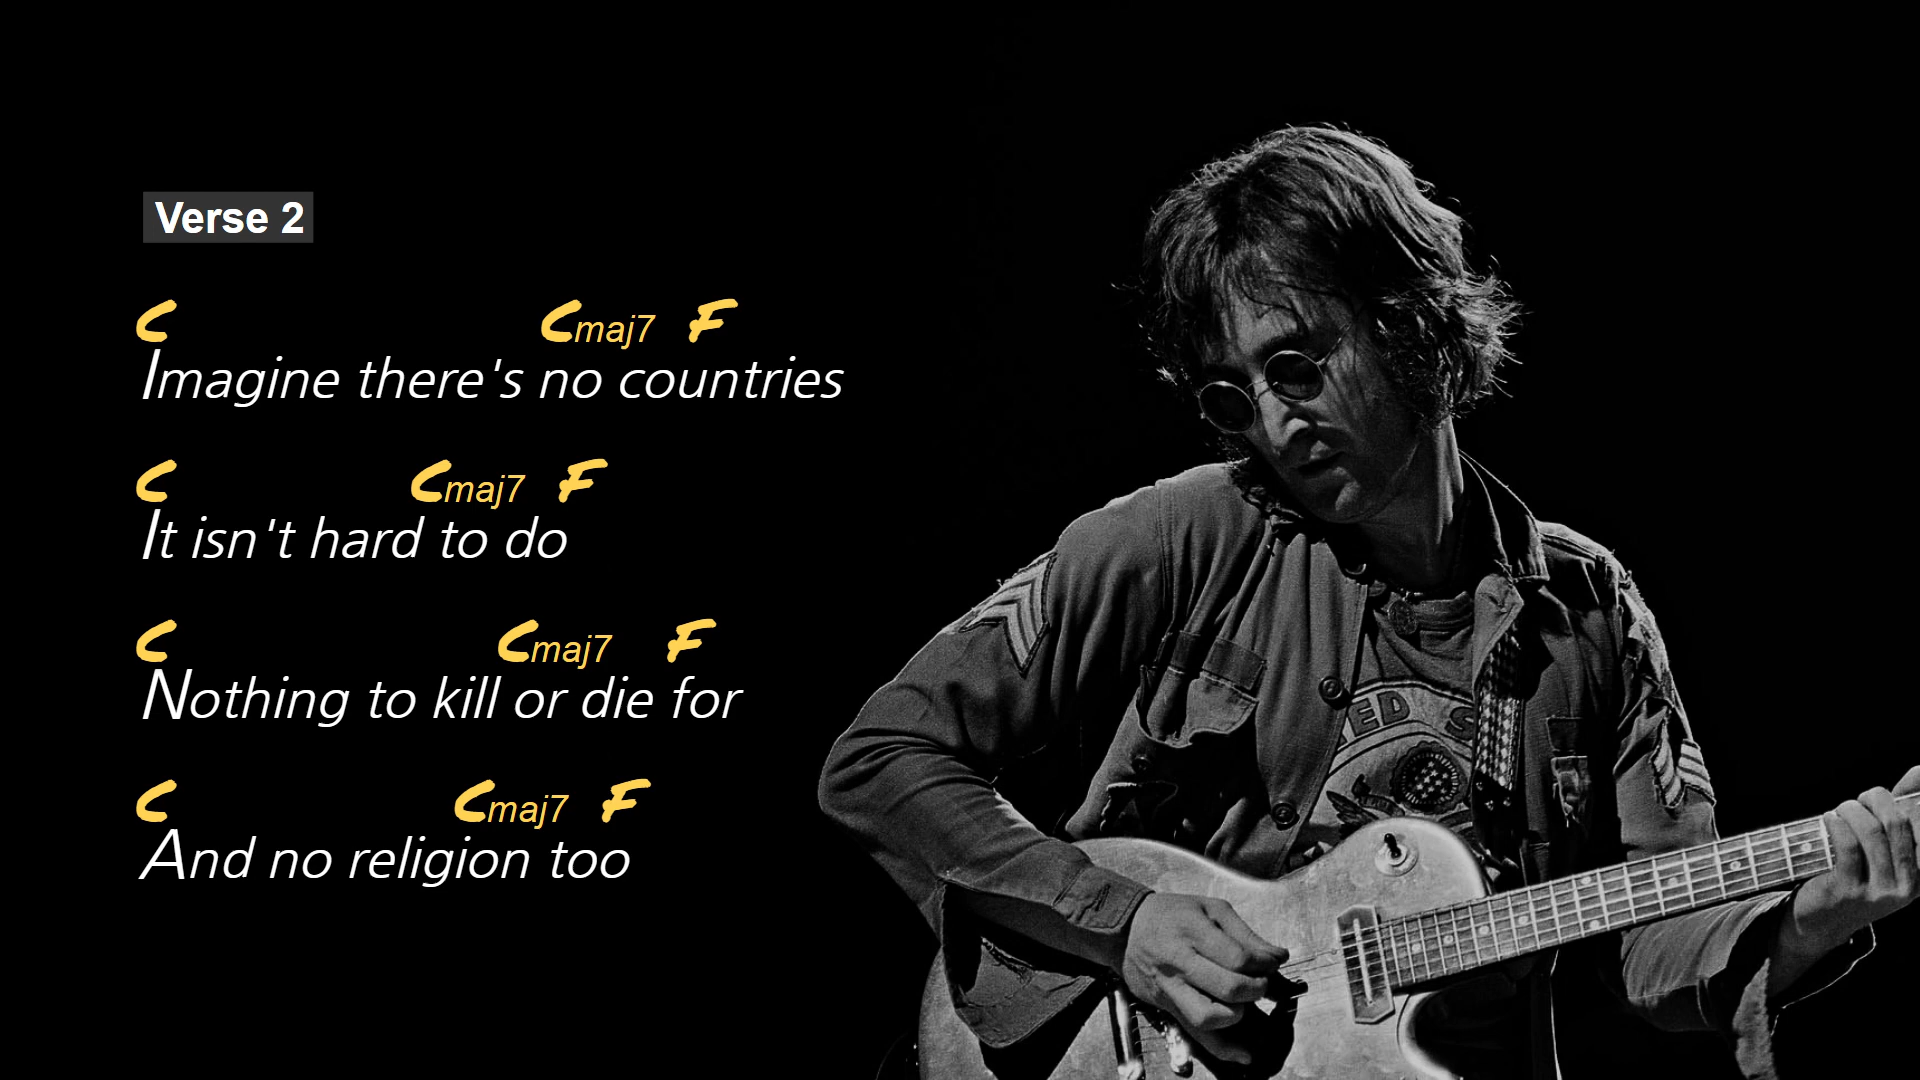 Verse 2
C Cmaj7 F
Imagine there's no countries
C Cmaj7 F
It isn't hard to do
C Cmaj7 F
Nothing to kill or die for
C Cmaj7 F
And no religion too
RED S